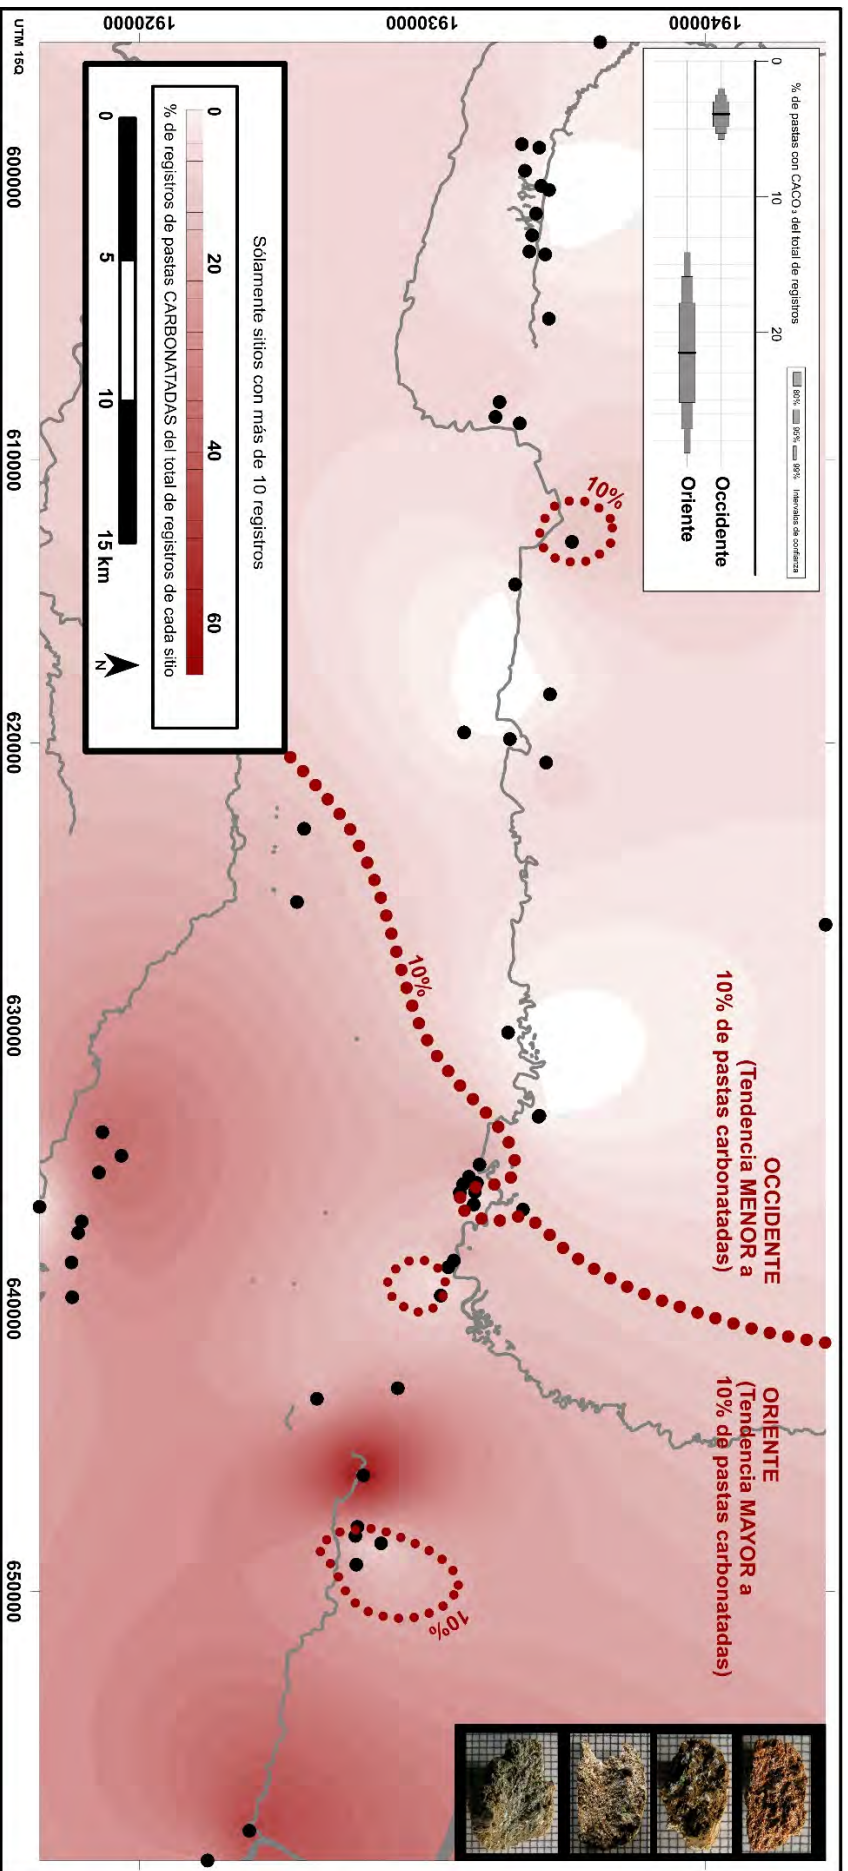 % de pastas con CACO₃ del total de registros
0
10
20
80% 95% 99% Intervalos de confianza
Occidente
Oriente
OCCIDENTE
(Tendencia MENOR a
10% de pastas carbonatadas)
ORIENTE
(Tendencia MAYOR a
10% de pastas carbonatadas)
10%
10%
10%
Sólamente sitios con más de 10 registros
0
20
40
60
% de registros de pastas CARBONATADAS del total de registros de cada sitio
0
5
10
15 km
N
1940000
1930000
1920000
UTM 15Q
600000
610000
620000
630000
640000
650000